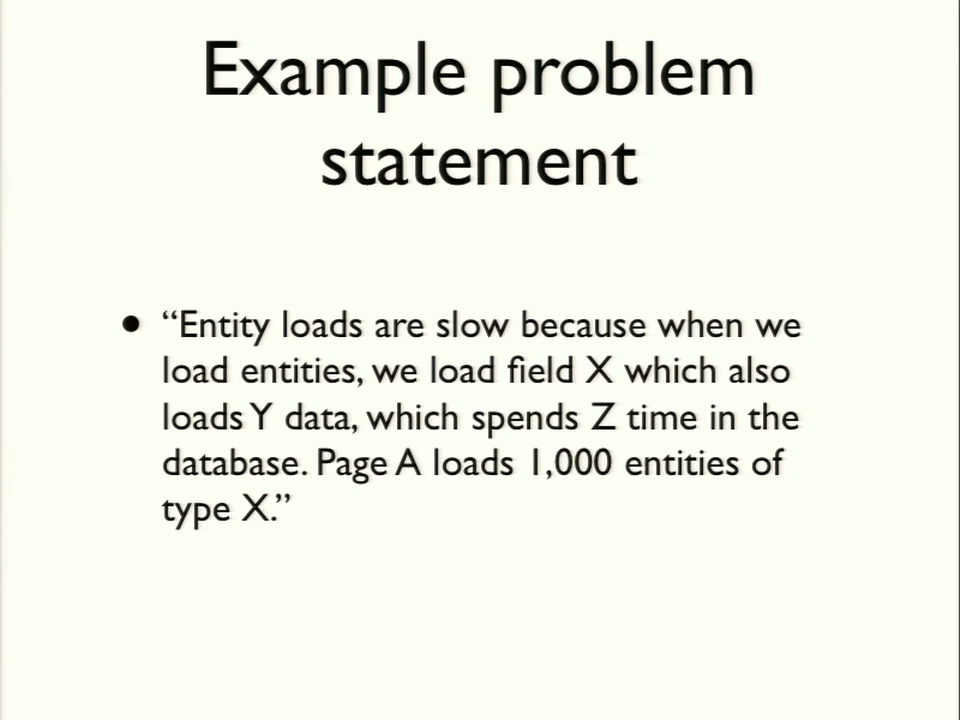 Example problem
statement
• “Entity loads are slow because when we
load entities, we load field X which also
loads Y data, which spends Z time in the
database. Page A loads 1,000 entities of
type X.”